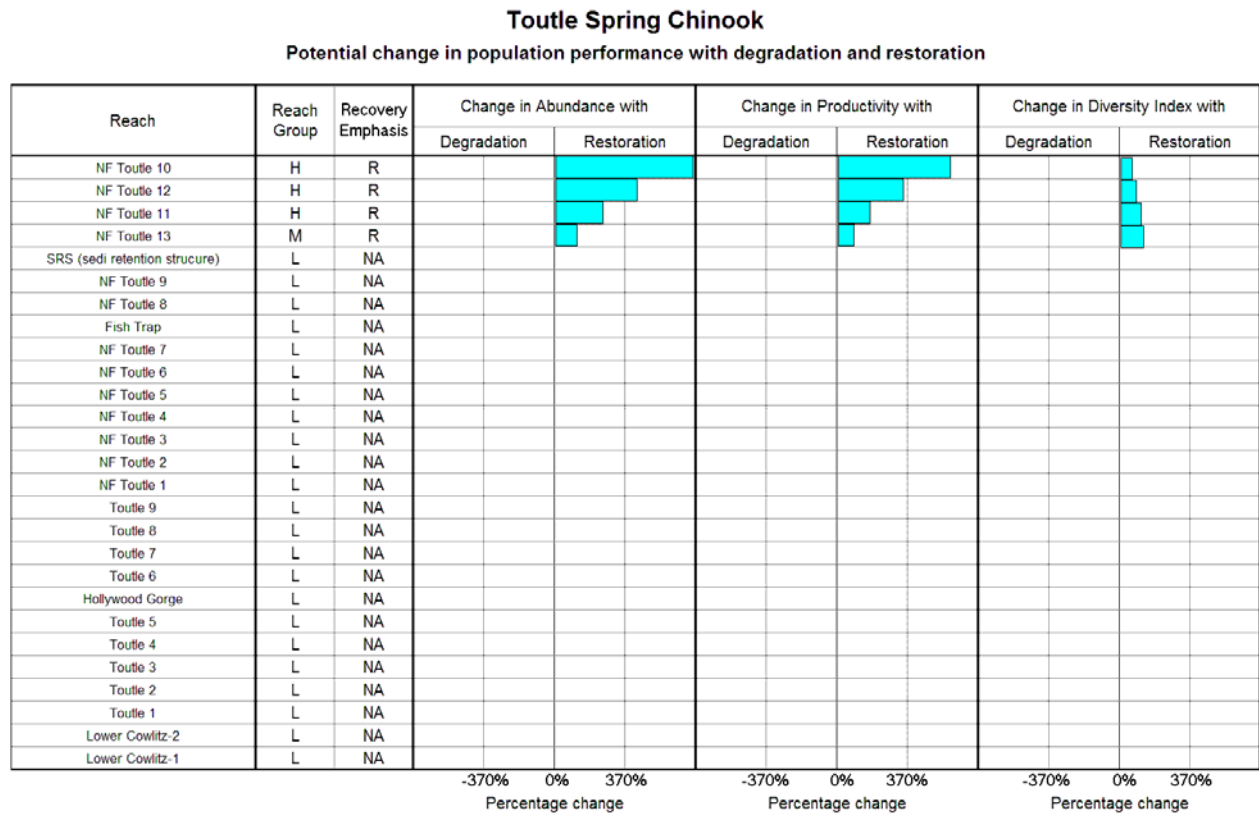 Toutle Spring Chinook
Potential change in population performance with degradation and restoration
Reach Reach Group Recovery Emphasis Change in Abundance with Change in Productivity with Change in Diversity Index with
Degradation Restoration Degradation Restoration Degradation Restoration
NF Toutle 10 H R
NF Toutle 12 H R
NF Toutle 11 H R
NF Toutle 13 M R
SRS (sedi retention strucure) L NA
NF Toutle 9 L NA
NF Toutle 8 L NA
Fish Trap L NA
NF Toutle 7 L NA
NF Toutle 6 L NA
NF Toutle 5 L NA
NF Toutle 4 L NA
NF Toutle 3 L NA
NF Toutle 2 L NA
NF Toutle 1 L NA
Toutle 9 L NA
Toutle 8 L NA
Toutle 7 L NA
Toutle 6 L NA
Hollywood Gorge L NA
Toutle 5 L NA
Toutle 4 L NA
Toutle 3 L NA
Toutle 2 L NA
Toutle 1 L NA
Lower Cowlitz-2 L NA
Lower Cowlitz-1 L NA
-370% 0% 370% -370% 0% 370% -370% 0% 370%
Percentage change Percentage change Percentage change